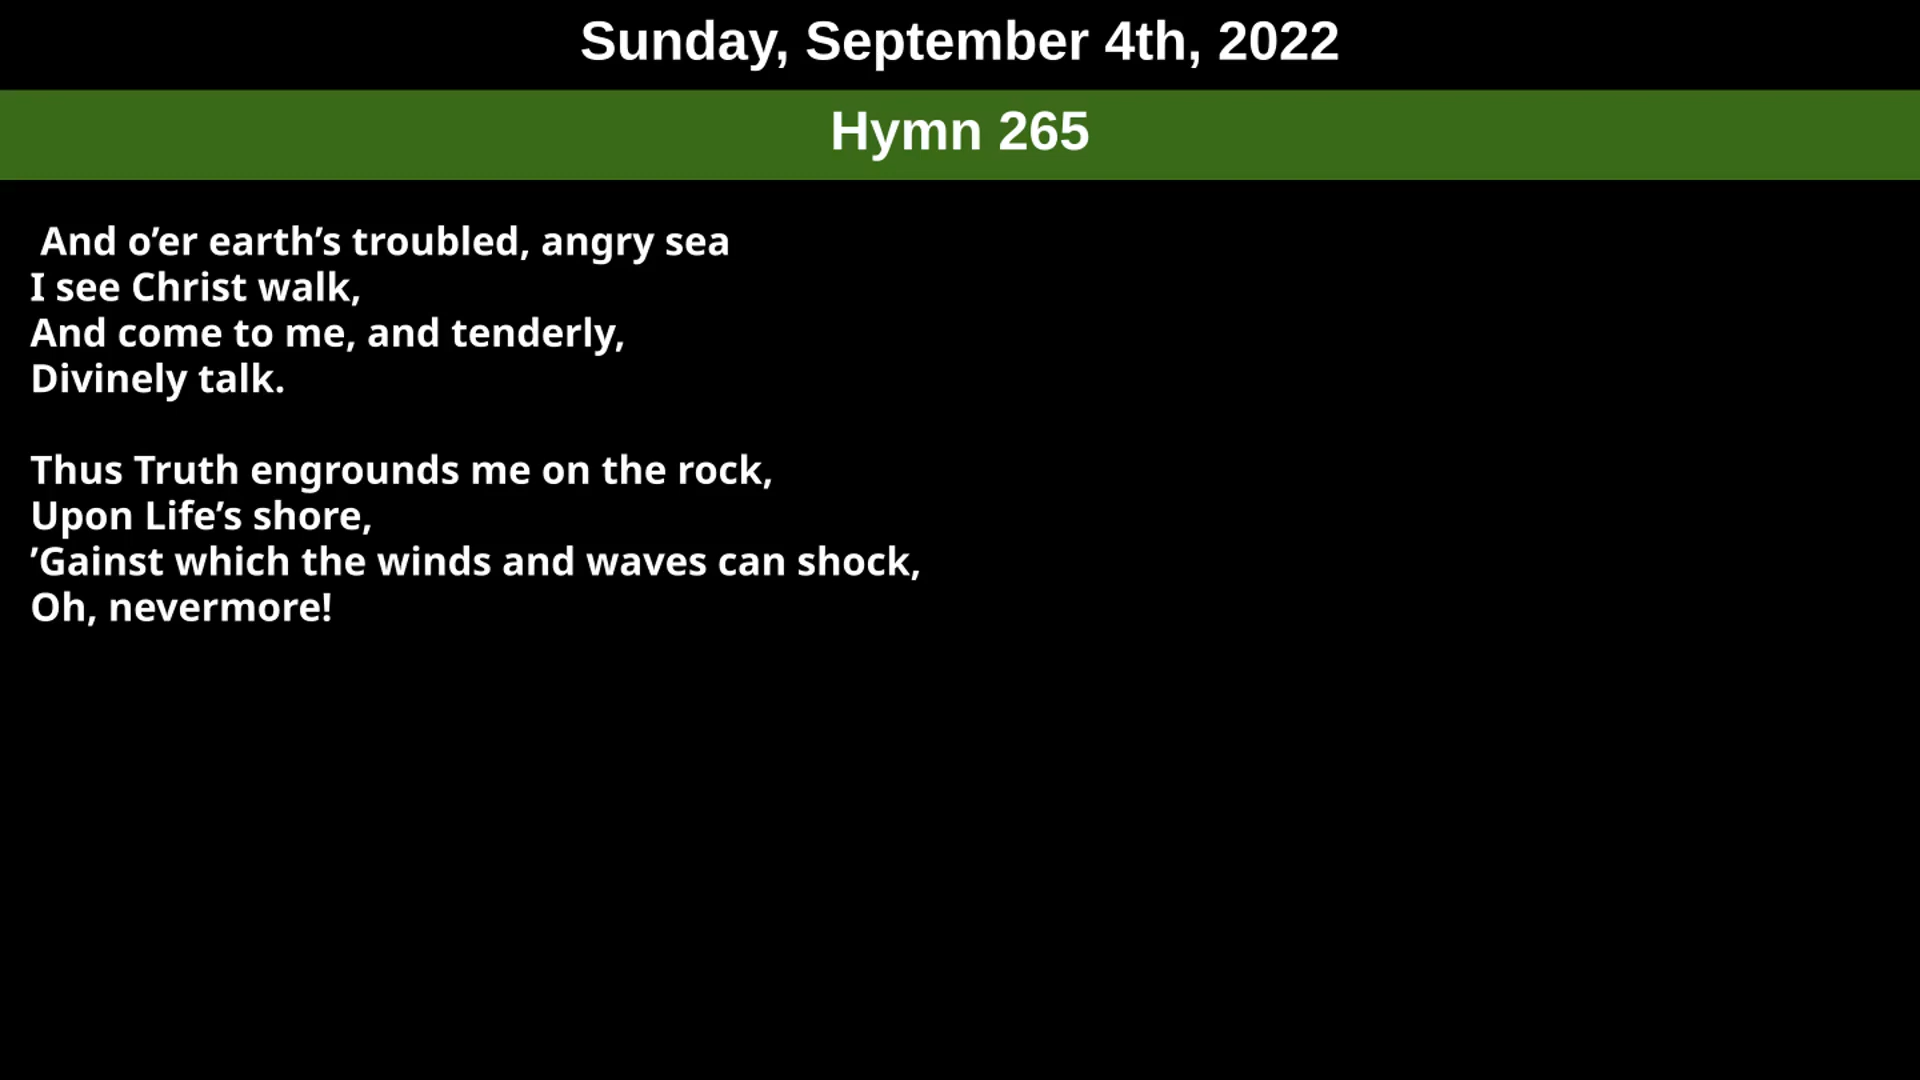 Sunday, September 4th, 2022
Hymn 265
And o’er earth’s troubled, angry sea
I see Christ walk,
And come to me, and tenderly,
Divinely talk.
Thus Truth engrounds me on the rock,
Upon Life’s shore,
’Gainst which the winds and waves can shock,
Oh, nevermore!